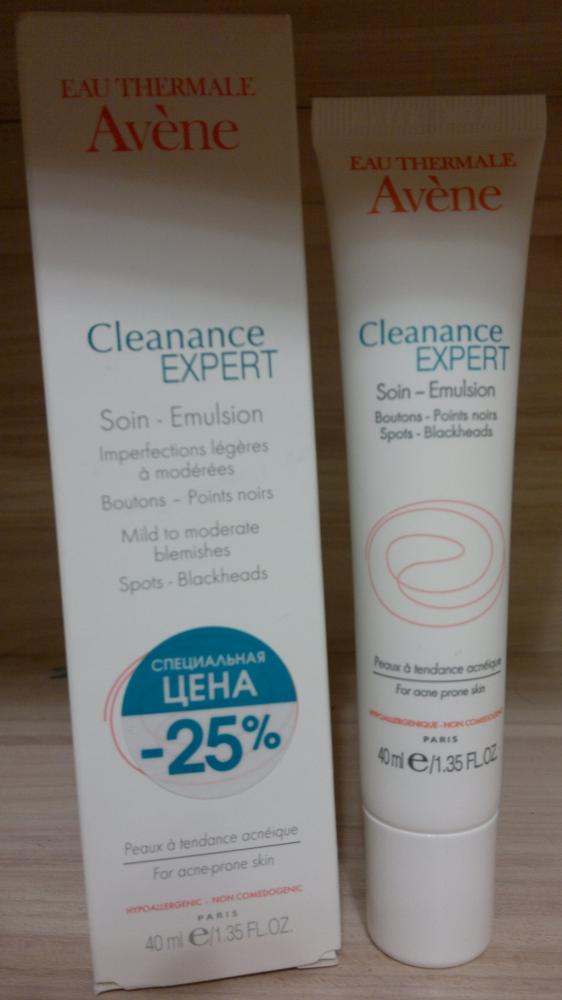 EAU THERMALE
Avène
Cleanance
EXPERT
Soin - Emulsion
Imperfections légères
à modérées
Boutons - Points noirs
Mild to moderate
blemishes
Spots - Blackheads
СПЕЦИАЛЬНАЯ
ЦЕНА
-25%
Peaux à tendance acnéique
For acne-prone skin
HYPOALLERGENIC - NON COMEDOGENIC
PARIS
40 ml e/1.35 FL.OZ.
EAU THERMALE
Avène
Cleanance
EXPERT
Soin - Emulsion
Boutons - Points noirs
Spots - Blackheads
Peaux à tendance acnéique
For acne prone skin
HYPOALLERGENIQUE - NON COMEDOGENIC
PARIS
40 ml e/1.35 FL.OZ.